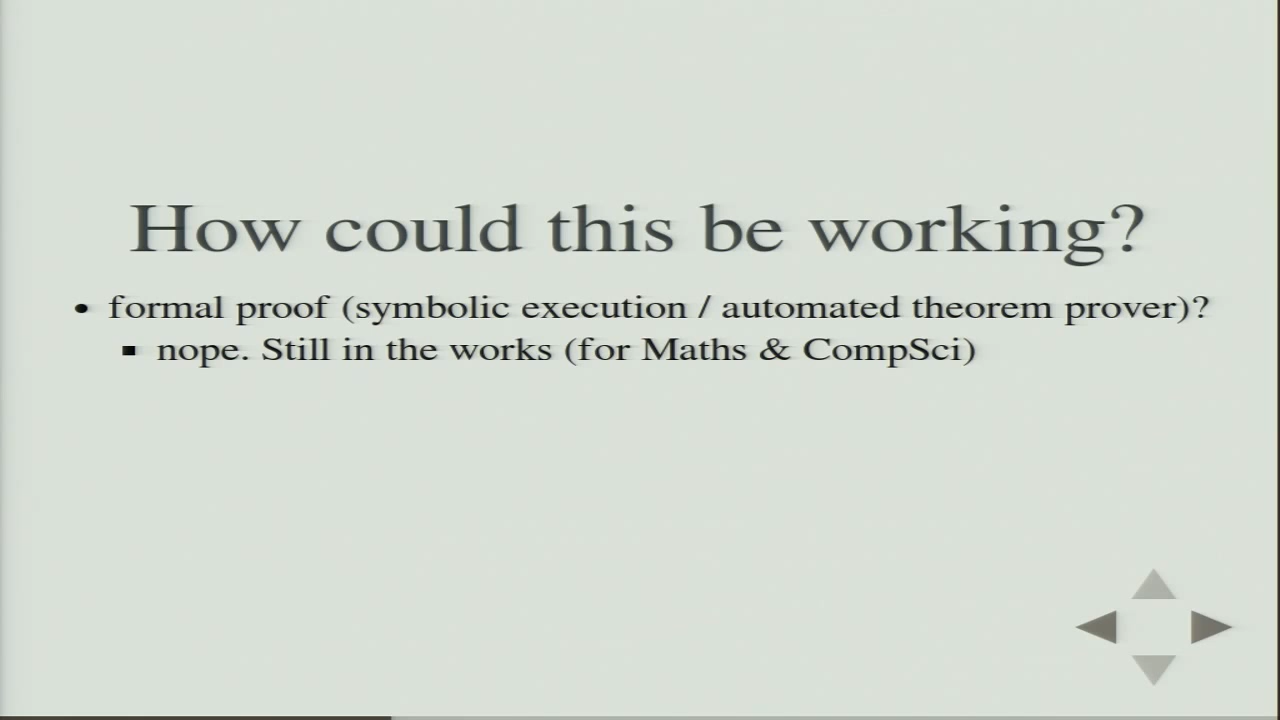 How could this be working?
• formal proof (symbolic execution / automated theorem prover)?
▪ nope. Still in the works (for Maths & CompSci)